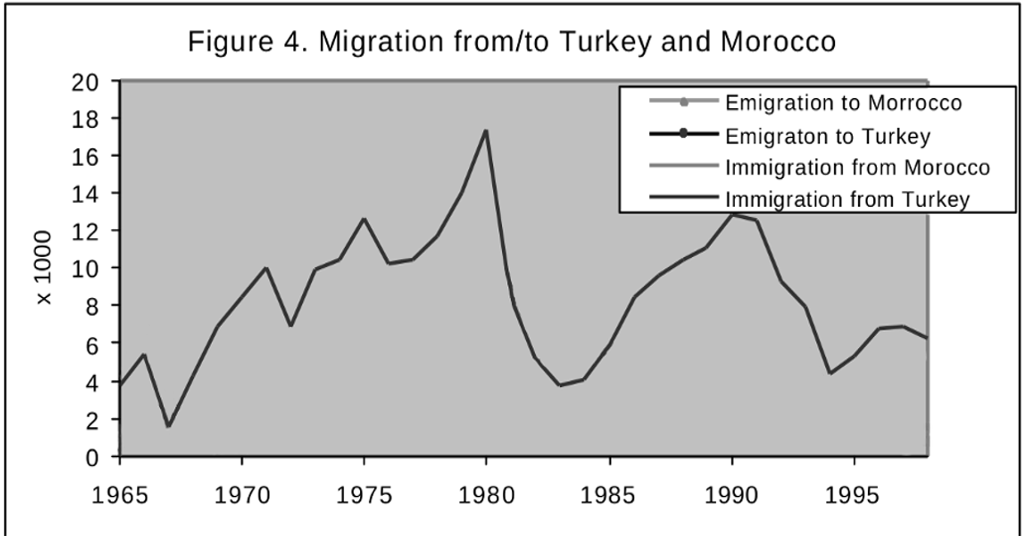 Figure 4. Migration from/to Turkey and Morocco
20
18
16
14
12
10
8
6
4
2
0
x 1000
Emigration to Morrocco
Emigraton to Turkey
Immigration from Morocco
Immigration from Turkey
1965 1970 1975 1980 1985 1990 1995